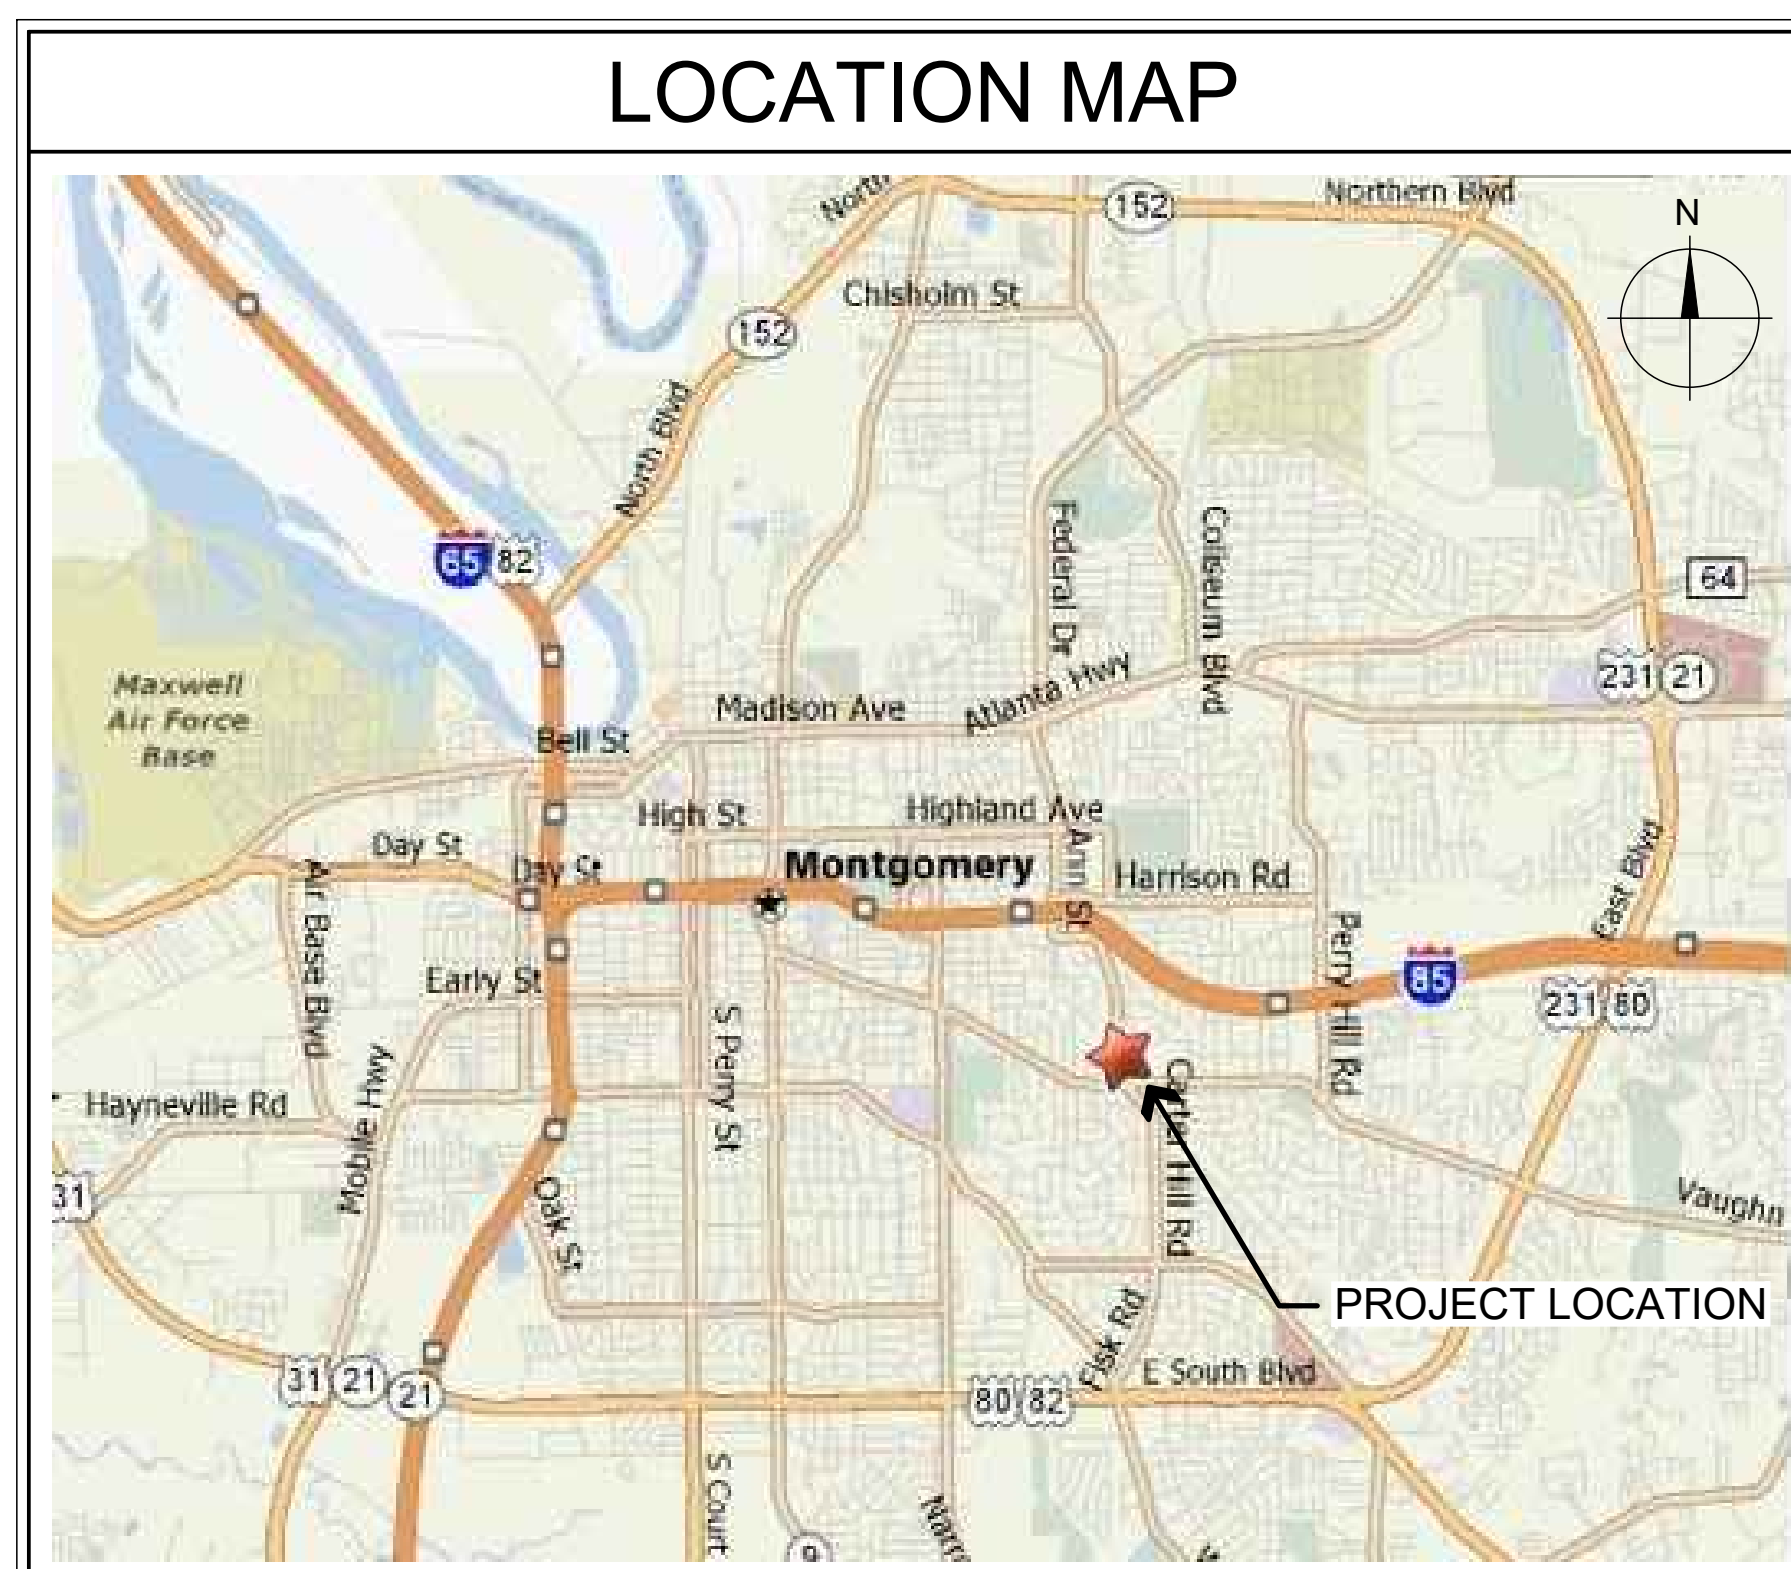 LOCATION MAP
North
152
Northern Blvd
N
Chisholm St
152
North Blvd
65
82
Federal Dr
Coliseum Blvd
64
231
21
Maxwell
Air Force
Base
Madison Ave
Atlanta Hwy
Bell St
High St
Highland Ave
Day St
Day St
Montgomery
Ann St
Harrison Rd
East Blvd
Air Base Blvd
Early St
S Perry St
Perry Hill Rd
85
231
80
Hayneville Rd
Mobile Hwy
Carter Hill Rd
31
Oak St
Vaughn
PROJECT LOCATION
Fisk Rd
E South Blvd
31
21
21
80
82
S Court
9